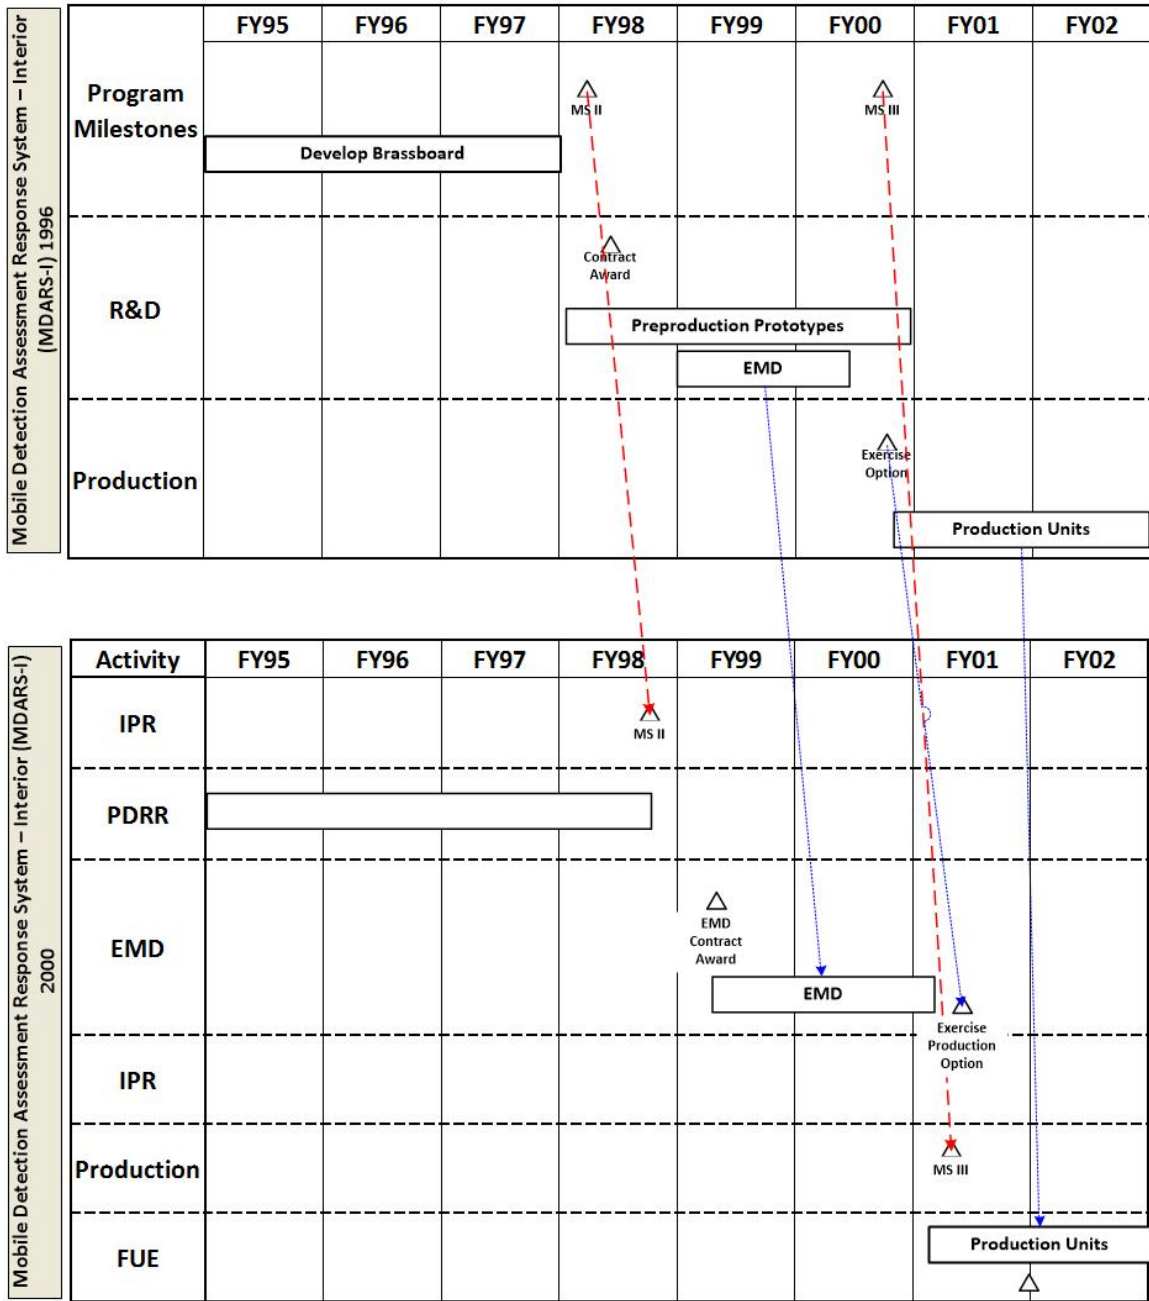 Mobile Detection Assessment Response System – Interior
(MDARS-I) 1996
FY95 FY96 FY97 FY98 FY99 FY00 FY01 FY02
Program
Milestones
MS II
MS III
Develop Brassboard
R&D
Contract
Award
Preproduction Prototypes
EMD
Production
Exercise
Option
Production Units
Mobile Detection Assessment Response System – Interior (MDARS-I)
2000
Activity FY95 FY96 FY97 FY98 FY99 FY00 FY01 FY02
IPR
MS II
PDRR
EMD
EMD
Contract
Award
EMD
Exercise
Production
Option
IPR
Production
MS III
FUE
Production Units